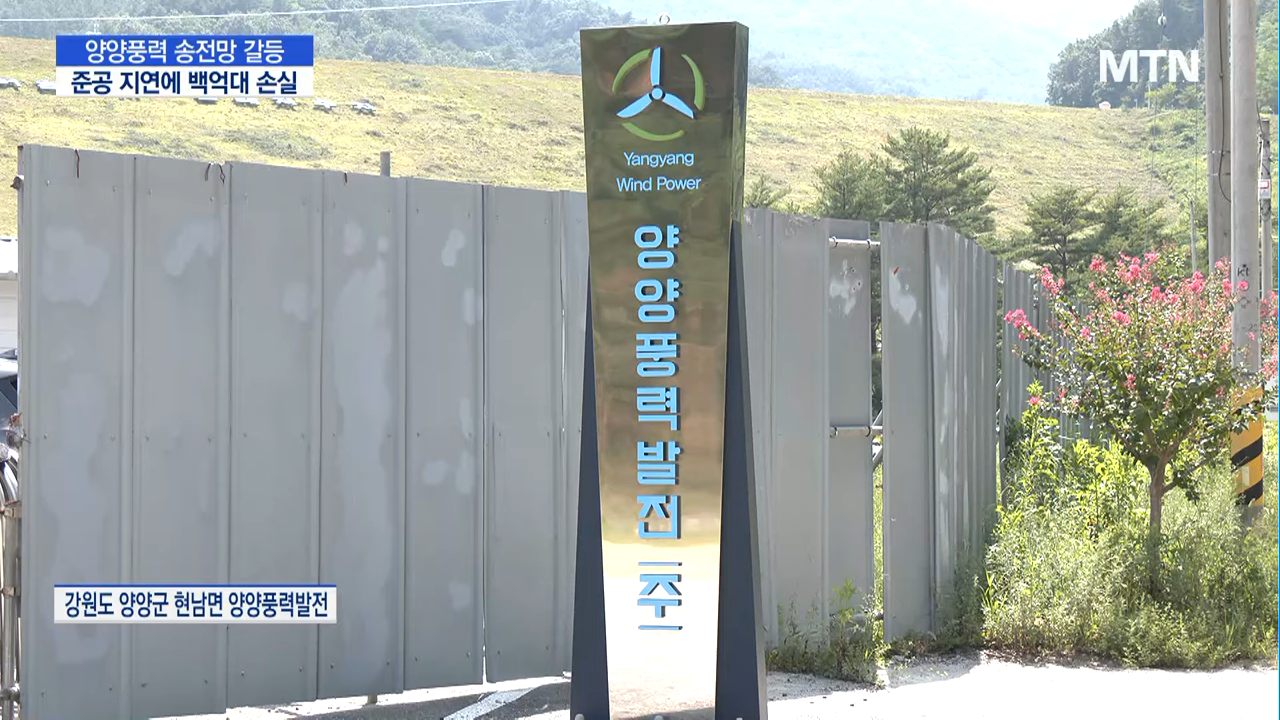 양양풍력 송전망 갈등
준공 지연에 백억대 손실
MTN
Yangyang
Wind Power
양양풍력발전(주)
kt
강원도 양양군 현남면 양양풍력발전